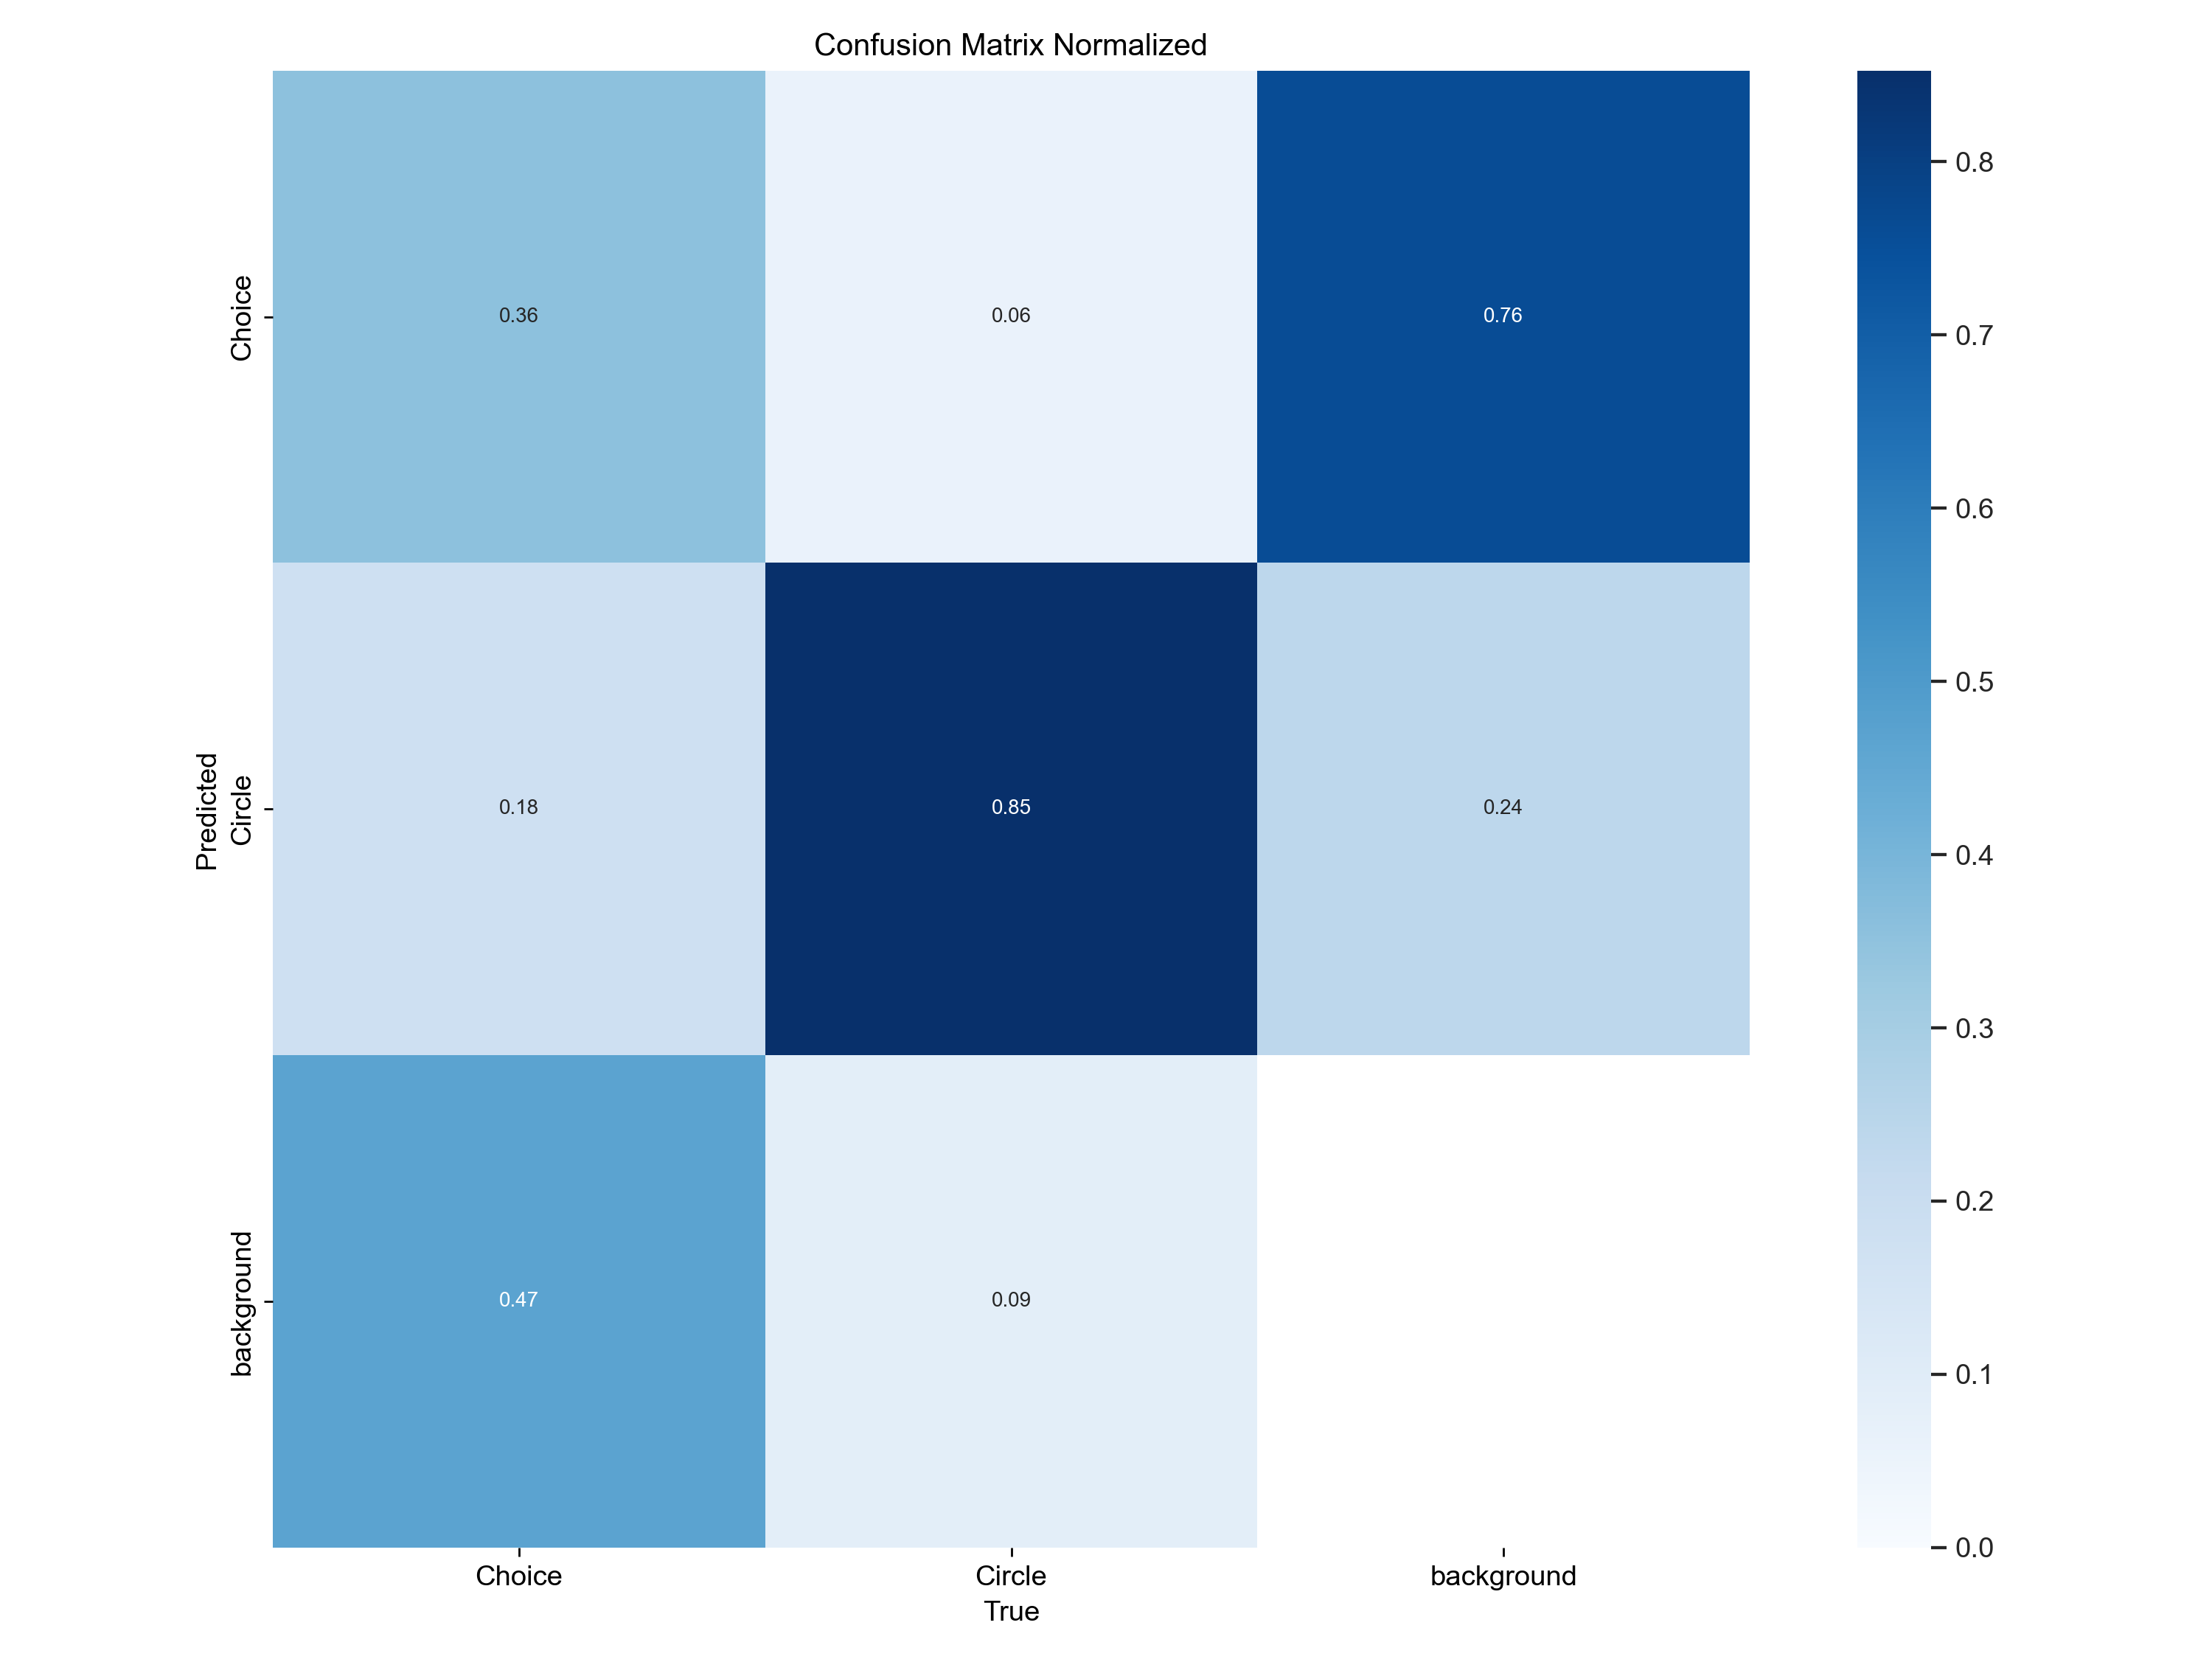 Confusion Matrix Normalized
Choice
0.36
0.06
0.76
Predicted
Circle
0.18
0.85
0.24
background
0.47
0.09
Choice
Circle
background
True
0.8
0.7
0.6
0.5
0.4
0.3
0.2
0.1
0.0